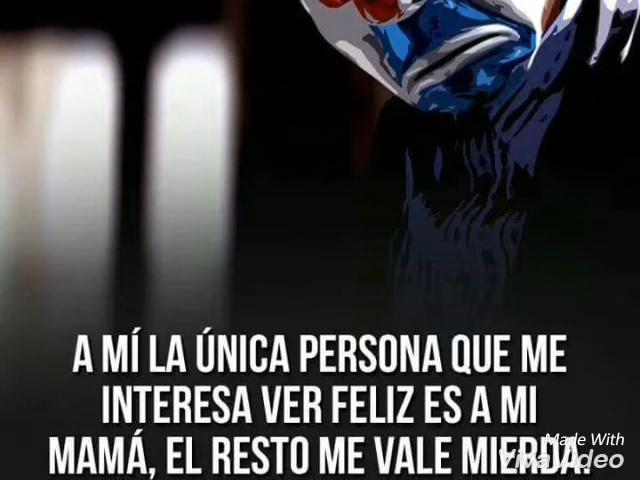 A MÍ LA ÚNICA PERSONA QUE ME
INTERESA VER FELIZ ES A MI
MAMÁ, EL RESTO ME VALE MIERDA.
Made With
VivaVideo